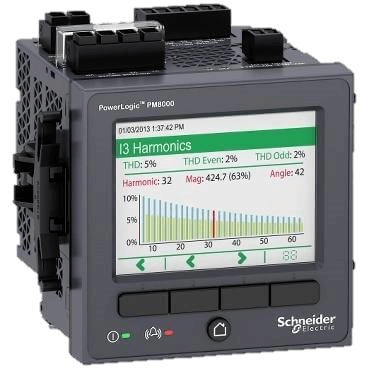 PowerLogic™ PM8000
01/03/2013 1:37:42 PM
I3 Harmonics
THD: 5% THD Even: 2% THD Odd: 2%
Harmonic: 32 Mag: 424.7 (63%) Angle: 42
10%
5%
0%
10 20 30 40 50 60
Schneider
Electric